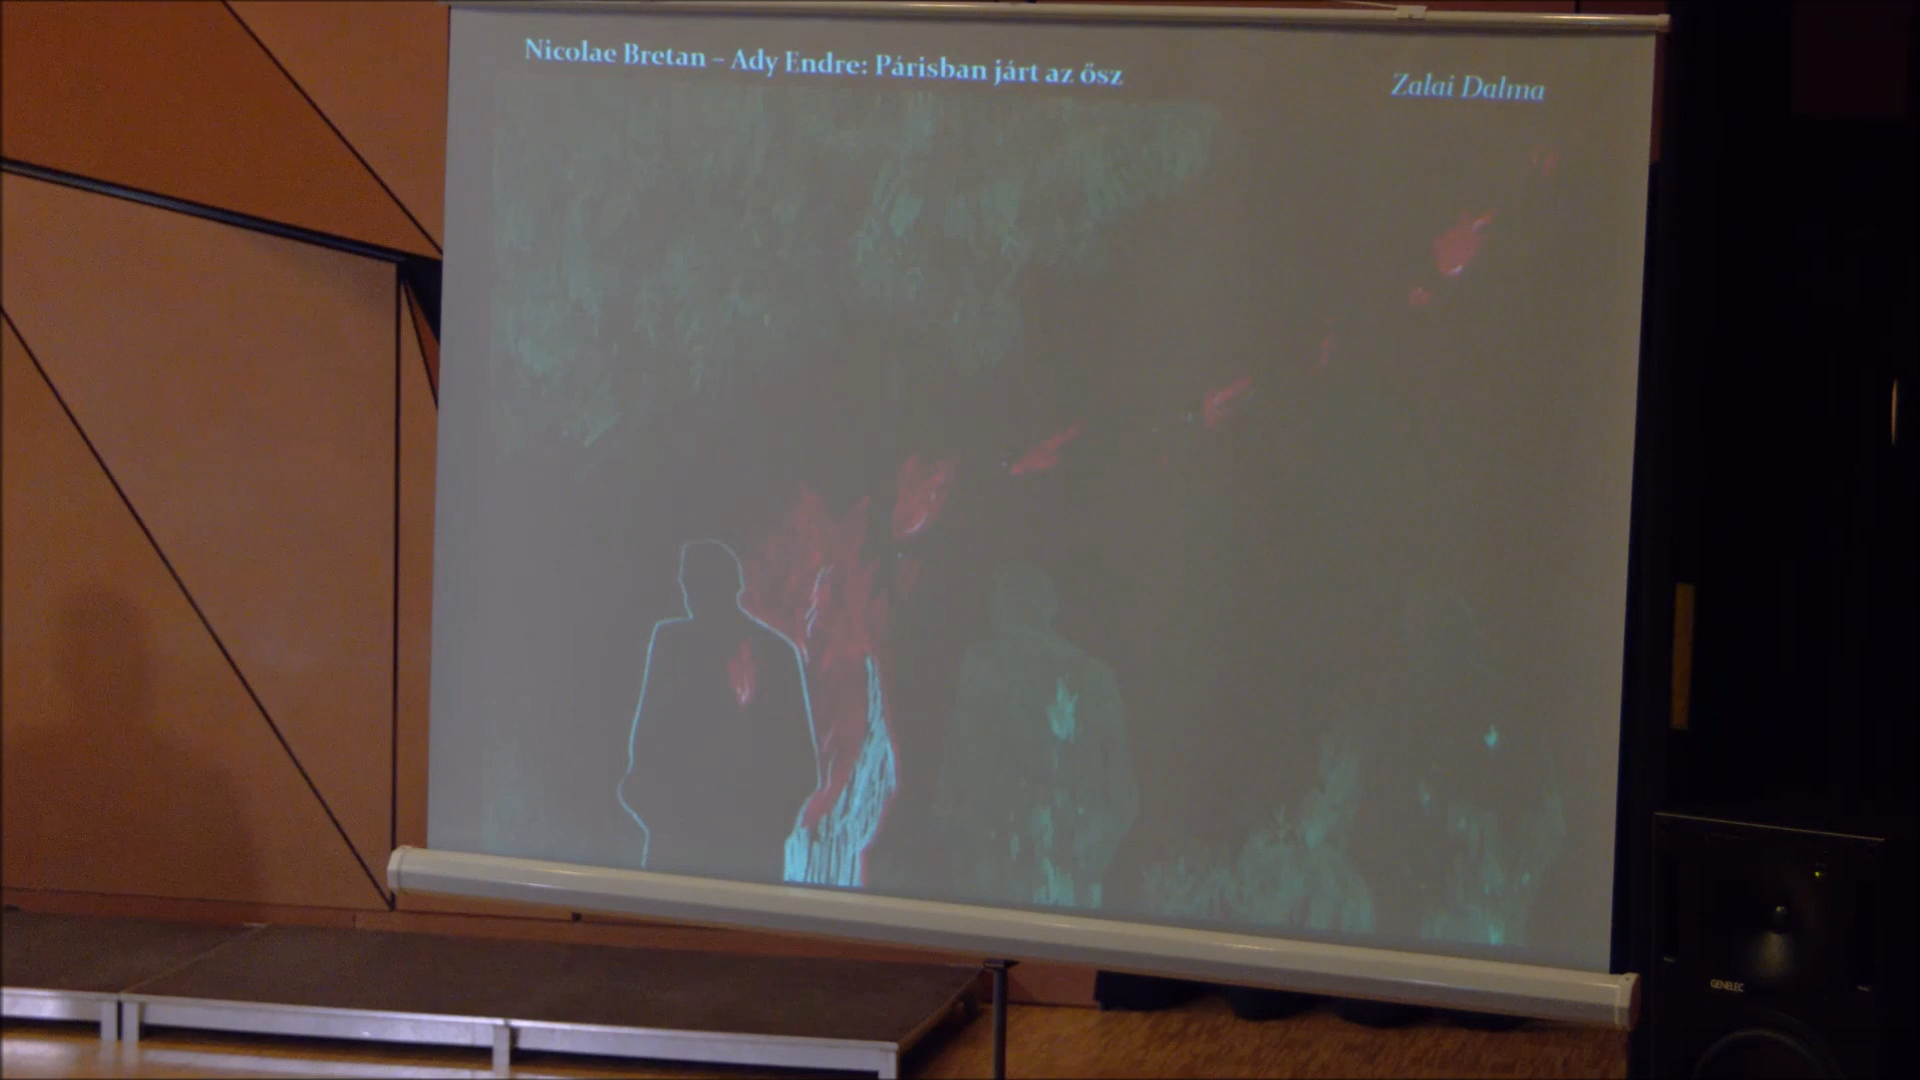 Nicolae Bretan – Ady Endre: Párisban járt az ősz
Zalai Dalma
GENELEC